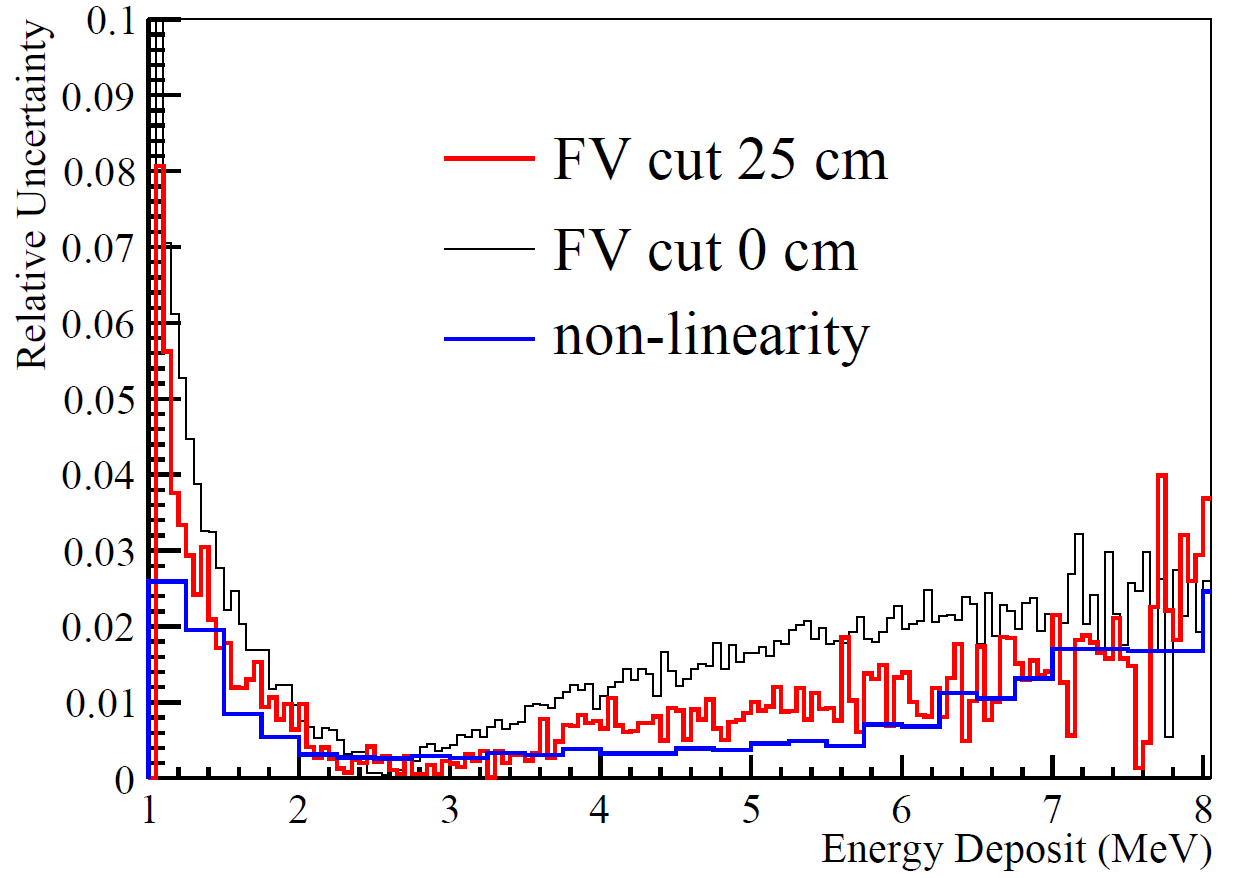 Relative Uncertainty
0.1
0.09
0.08
0.07
0.06
0.05
0.04
0.03
0.02
0.01
0
FV cut 25 cm
FV cut 0 cm
non-linearity
1 2 3 4 5 6 7 8
Energy Deposit (MeV)